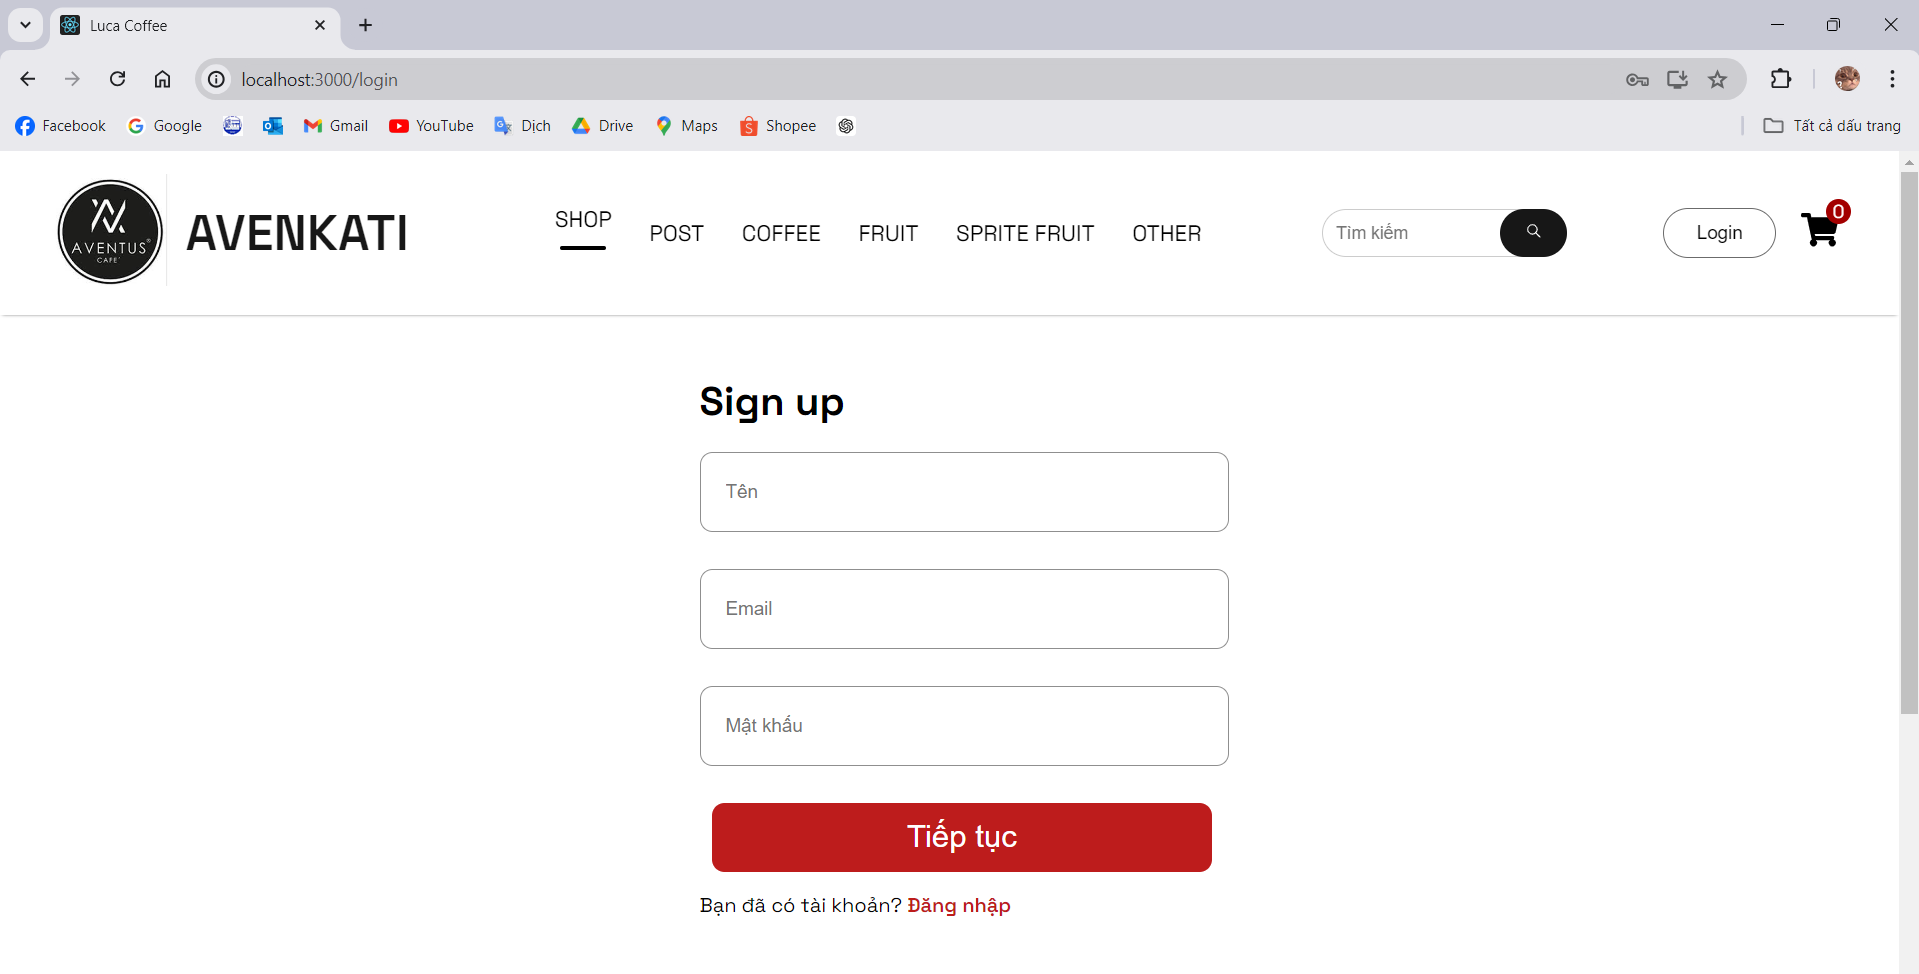 Luca Coffee
localhost:3000/login
Facebook Google Gmail YouTube Dịch Drive Maps Shopee Tất cả dấu trang
AVENTUS®
CAFE'
AVENKATI
SHOP POST COFFEE FRUIT SPRITE FRUIT OTHER
Tìm kiếm
Login
0
Sign up
Tên
Email
Mật khẩu
Tiếp tục
Bạn đã có tài khoản? Đăng nhập